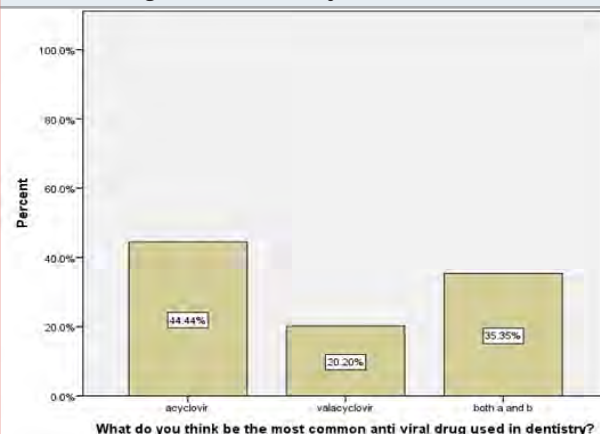 100.0%
80.0%
60.0%
40.0%
20.0%
0.0%
Percent
44.44%
20.20%
35.35%
acyclovir
valacyclovir
both a and b
What do you think be the most common anti viral drug used in dentistry?